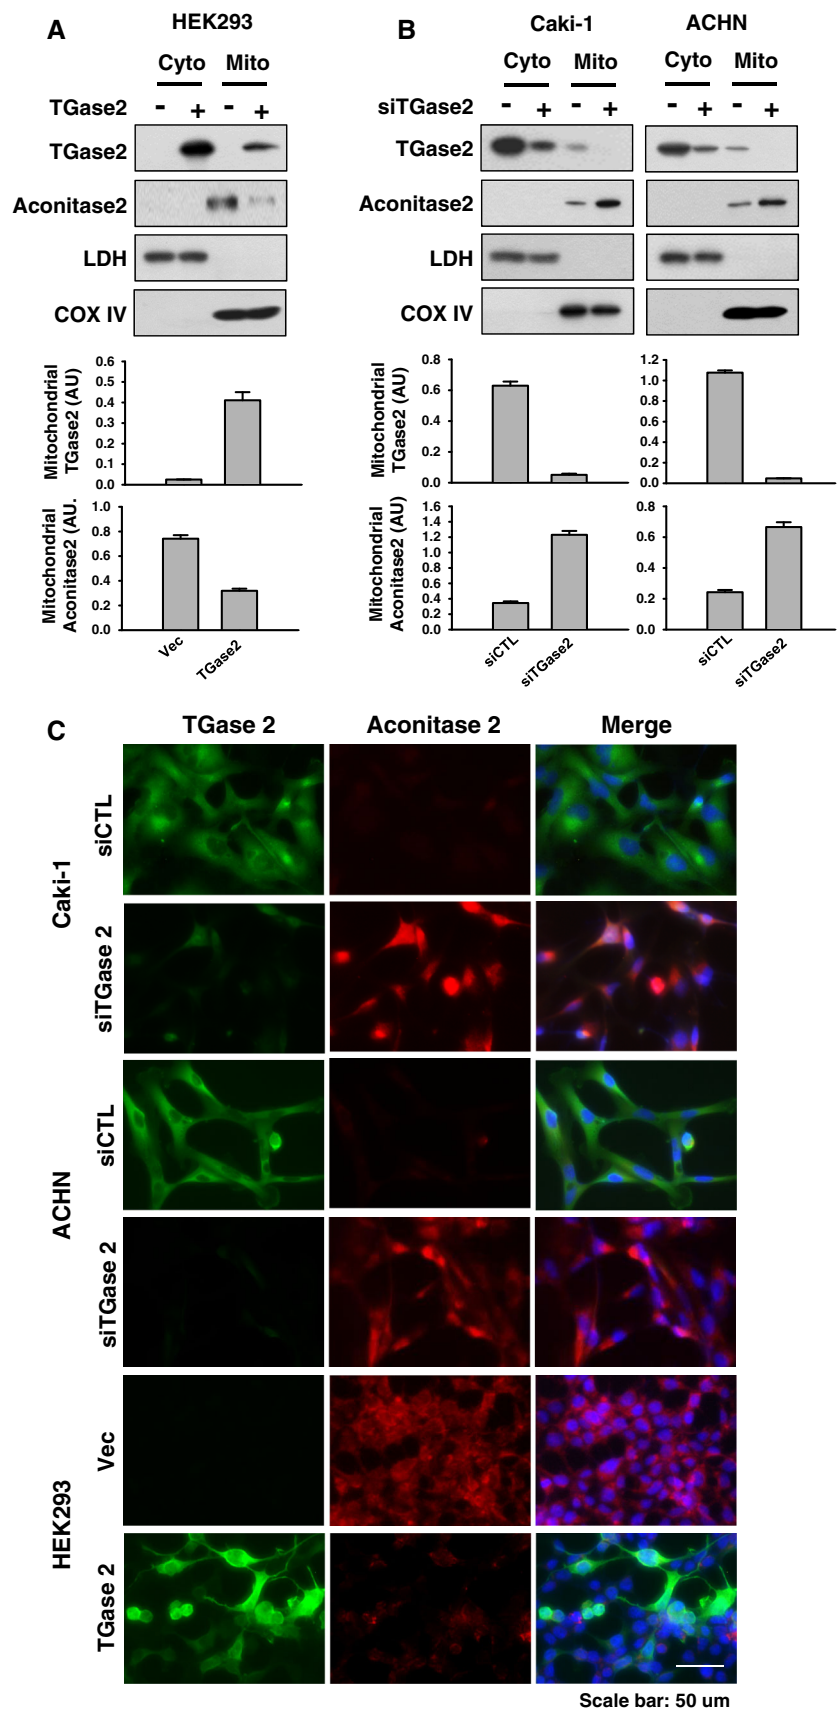 A
HEK293
Cyto Mito
TGase2 - + - +
TGase2
Aconitase2
LDH
COX IV
Mitochondrial
TGase2 (AU)
0.6
0.5
0.4
0.3
0.2
0.1
0.0
Mitochondrial
Aconitase2 (AU.
1.0
0.8
0.6
0.4
0.2
0.0
Vec TGase2
B
Caki-1 ACHN
Cyto Mito Cyto Mito
siTGase2 - + - + - + - +
TGase2
Aconitase2
LDH
COX IV
Mitochondrial
TGase2 (AU)
0.8
0.6
0.4
0.2
0.0
1.2
1.0
0.8
0.6
0.4
0.2
0.0
Mitochondrial
Aconitase2 (AU)
1.6
1.4
1.2
1.0
0.8
0.6
0.4
0.2
0.0
0.8
0.6
0.4
0.2
0.0
siCTL siTGase2 siCTL siTGase2
C
TGase 2 Aconitase 2 Merge
Caki-1
siCTL
siTGase 2
ACHN
siCTL
siTGase 2
HEK293
Vec
TGase 2
Scale bar: 50 um